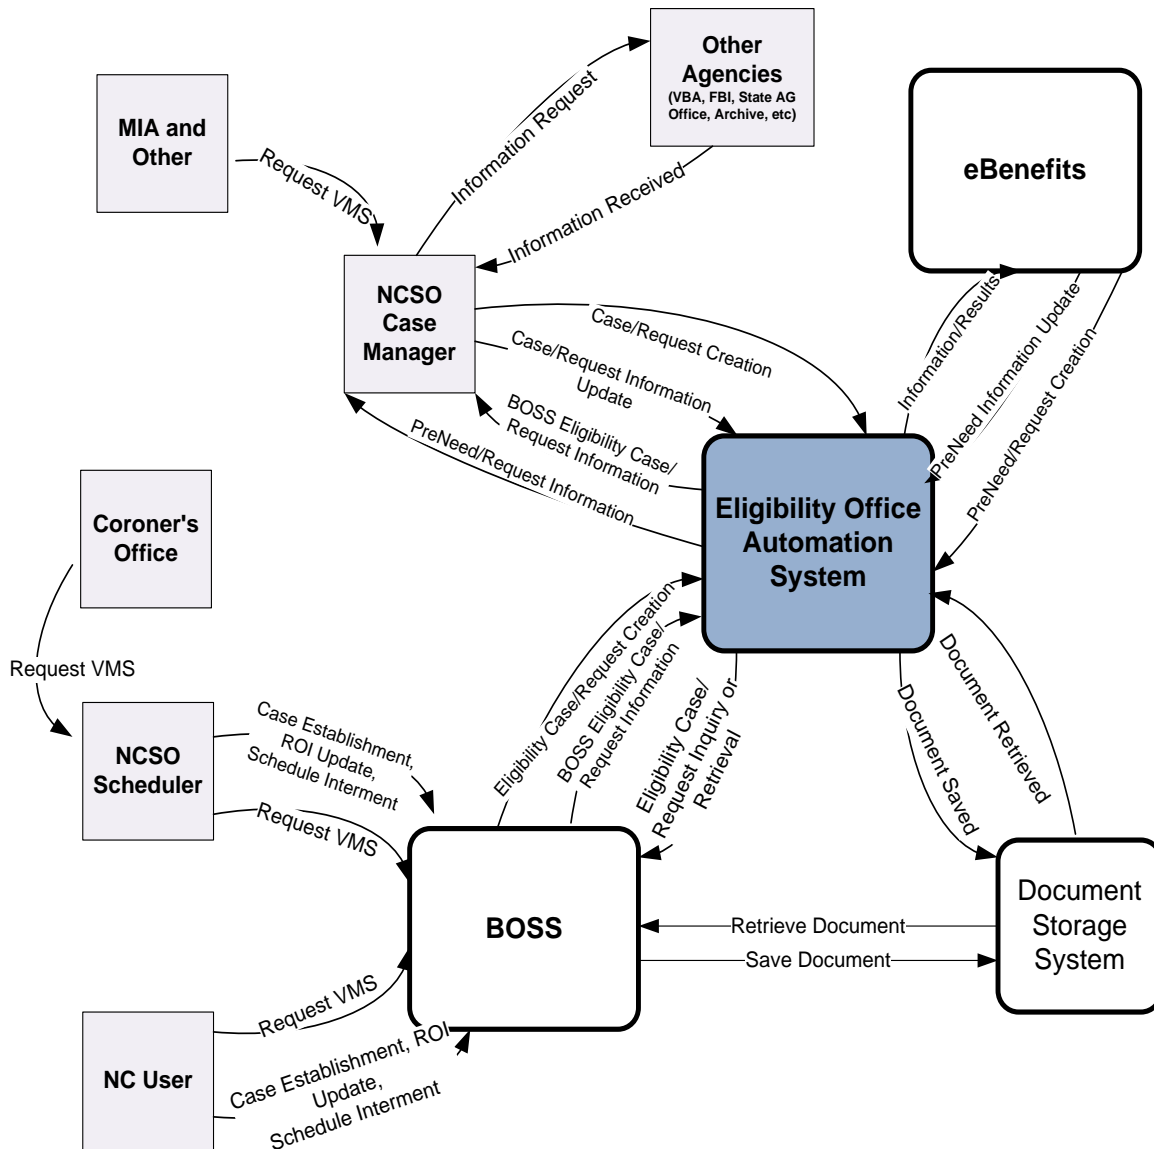 Other
Agencies
(VBA, FBI, State AG
Office, Archive, etc)
MIA and
Other
eBenefits
Information Request
Request VMS
Information Received
NCSO
Case
Manager
Case/Request Creation
Case/Request Information
Update
BOSS Eligibility Case/
Request Information
PreNeed/Request Information
Information/Results
PreNeed Information Update
PreNeed/Request Creation
Eligibility Office
Automation
System
Coroner's
Office
Request VMS
NCSO
Scheduler
Case Establishment,
ROI Update,
Schedule Interment
Request VMS
Eligibility Case/Request Creation
BOSS Eligibility Case/
Request Information
Eligibility Case/
Request Inquiry or
Retrieval
Document Saved
Document Retrieved
BOSS
Retrieve Document
Save Document
Document
Storage
System
Request VMS
NC User
Case Establishment, ROI
Update,
Schedule Interment